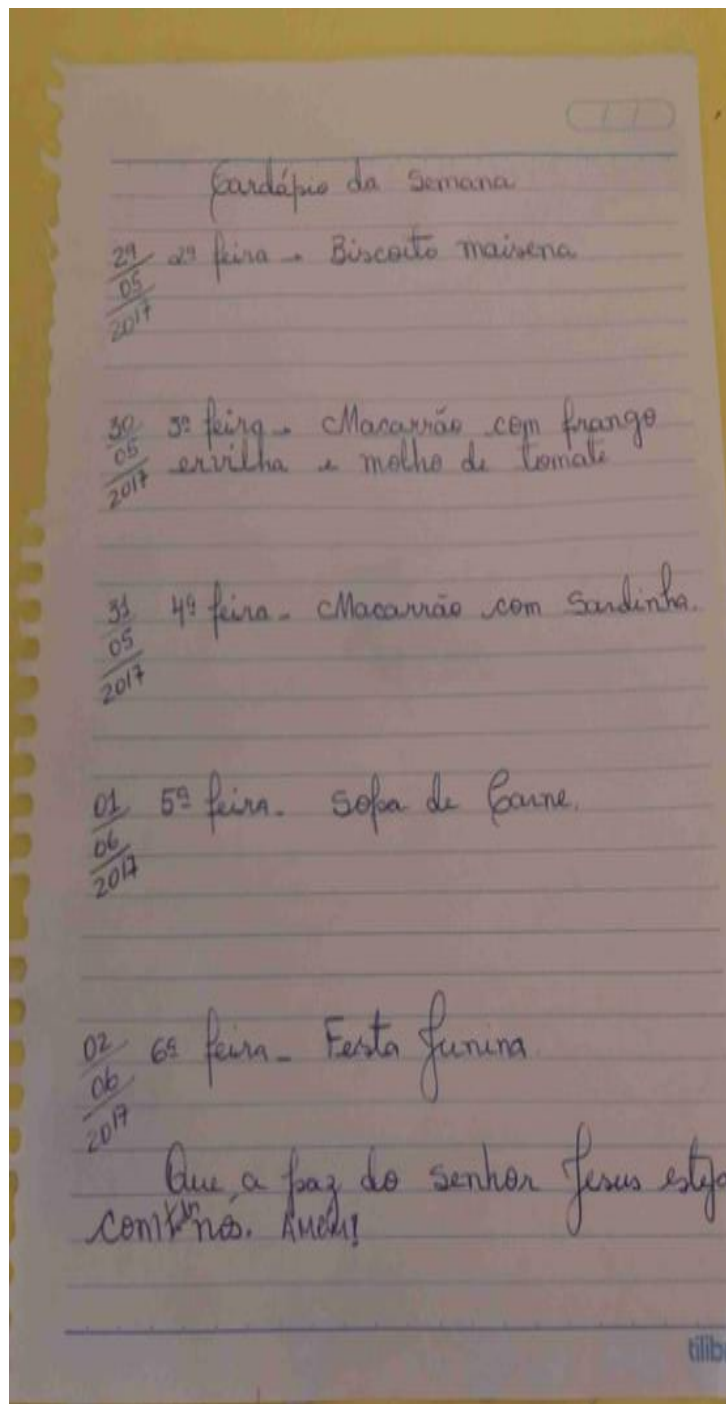 Cardápio da Semana
29/05/2017 2ª feira - Biscoito maisena
30/05/2017 3ª feira - Macarrão com frango
ervilha e molho de tomate
31/05/2017 4ª feira - Macarrão com Sardinha.
01/06/2017 5ª feira - Sopa de Carne.
02/06/2017 6ª feira - Festa Junina
Que, a paz do senhor Jesus esteja
nós. Amém!